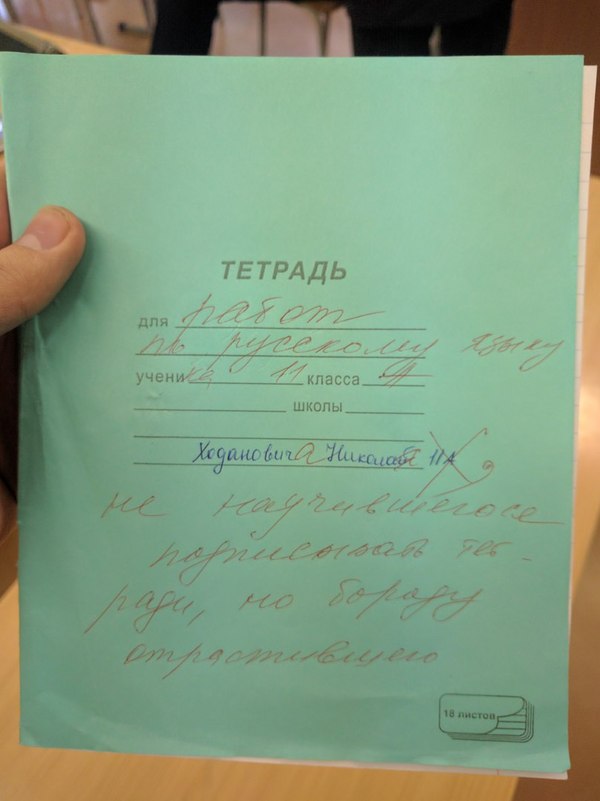 ТЕТРАДЬ
для работ
по русскому языку
ученика 11 класса А
школы
Ходановича Николая 11А
не научившегося
подписывать тет-
ради, но бороду
отрастившего
18 листов